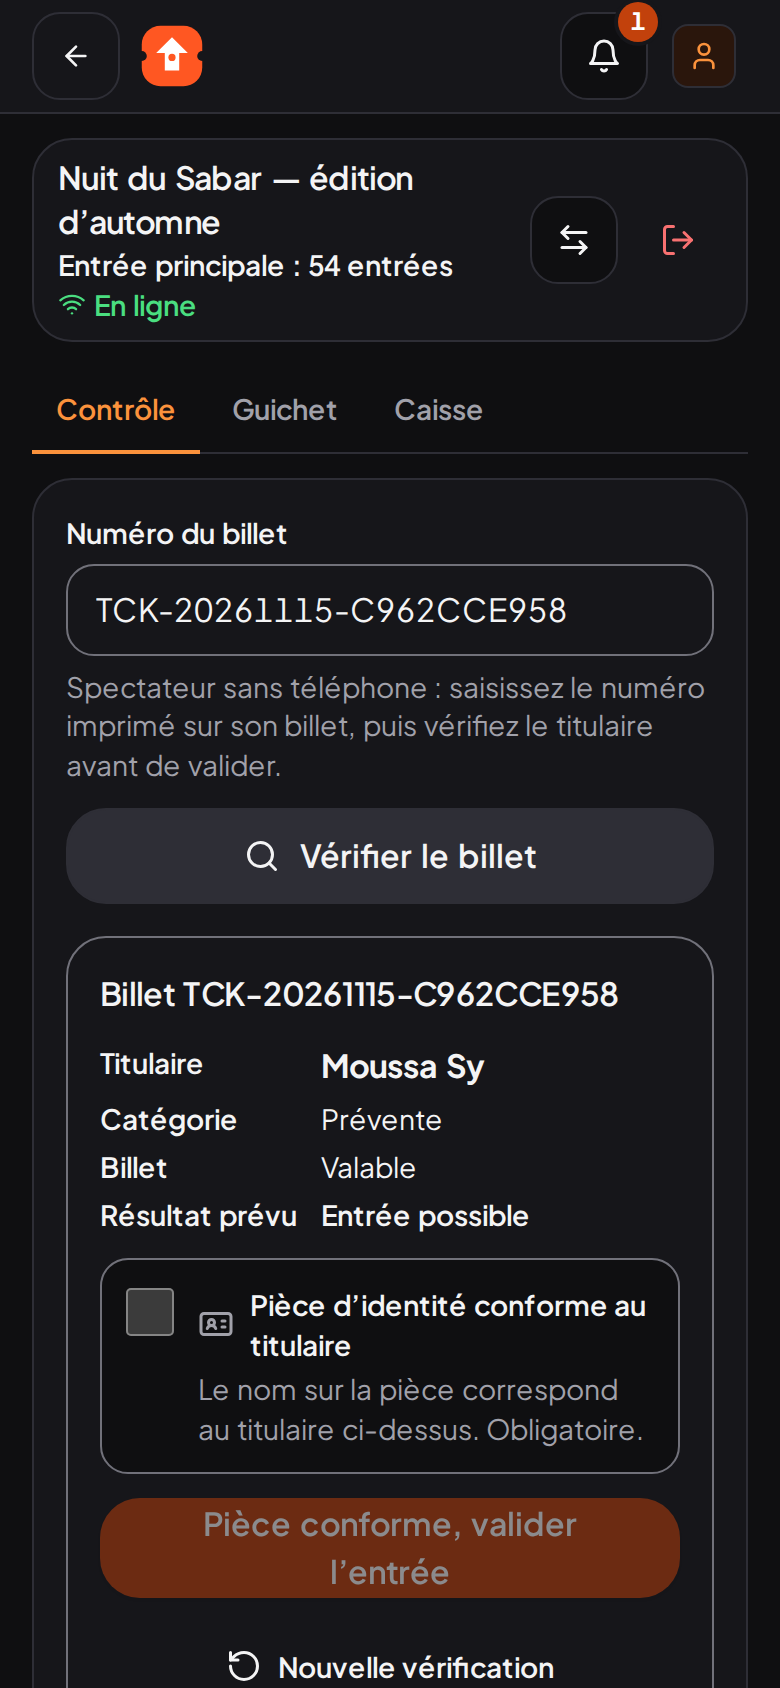 1
Nuit du Sabar — édition
d’automne
Entrée principale : 54 entrées
En ligne
Contrôle
Guichet
Caisse
Numéro du billet
TCK-20261115-C962CCE958
Spectateur sans téléphone : saisissez le numéro
imprimé sur son billet, puis vérifiez le titulaire
avant de valider.
Vérifier le billet
Billet TCK-20261115-C962CCE958
Titulaire Moussa Sy
Catégorie Prévente
Billet Valable
Résultat prévu Entrée possible
Pièce d’identité conforme au
titulaire
Le nom sur la pièce correspond
au titulaire ci-dessus. Obligatoire.
Pièce conforme, valider
l’entrée
Nouvelle vérification